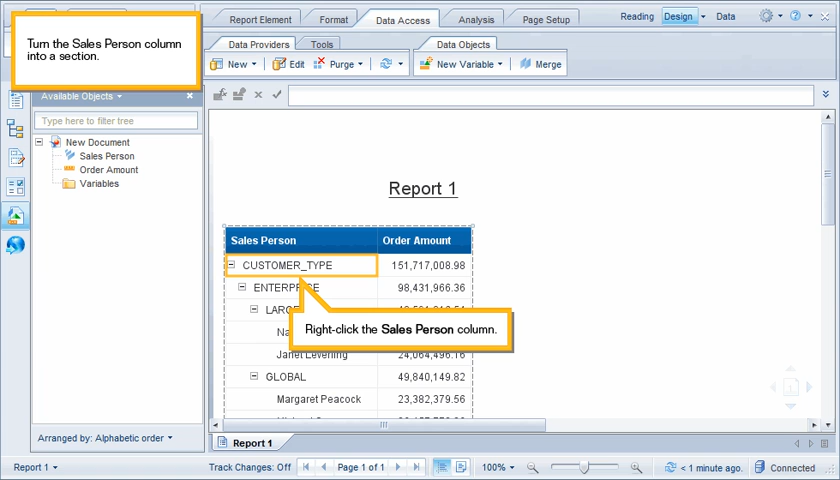 Report Element Format Data Access Analysis Page Setup Reading Design Data
Turn the Sales Person column
into a section.
Data Providers Tools Data Objects
New Edit Purge New Variable Merge
Available Objects
Type here to filter tree
New Document
Sales Person
Order Amount
Variables
Report 1
Sales Person Order Amount
CUSTOMER_TYPE 151,717,008.98
ENTERPRISE 98,431,966.36
LARG
Right-click the Sales Person column.
Na
Janet Levering 24,064,496.16
GLOBAL 49,840,149.82
Margaret Peacock 23,382,379.56
Arranged by: Alphabetic order
Report 1
Report 1 Track Changes: Off Page 1 of 1 100% < 1 minute ago. Connected